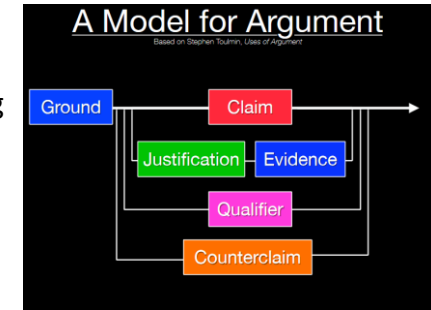 A Model for Argument
Based on Stephen Toulmin, Uses of Argument
g
Ground
Claim
Justification
Evidence
Qualifier
Counterclaim